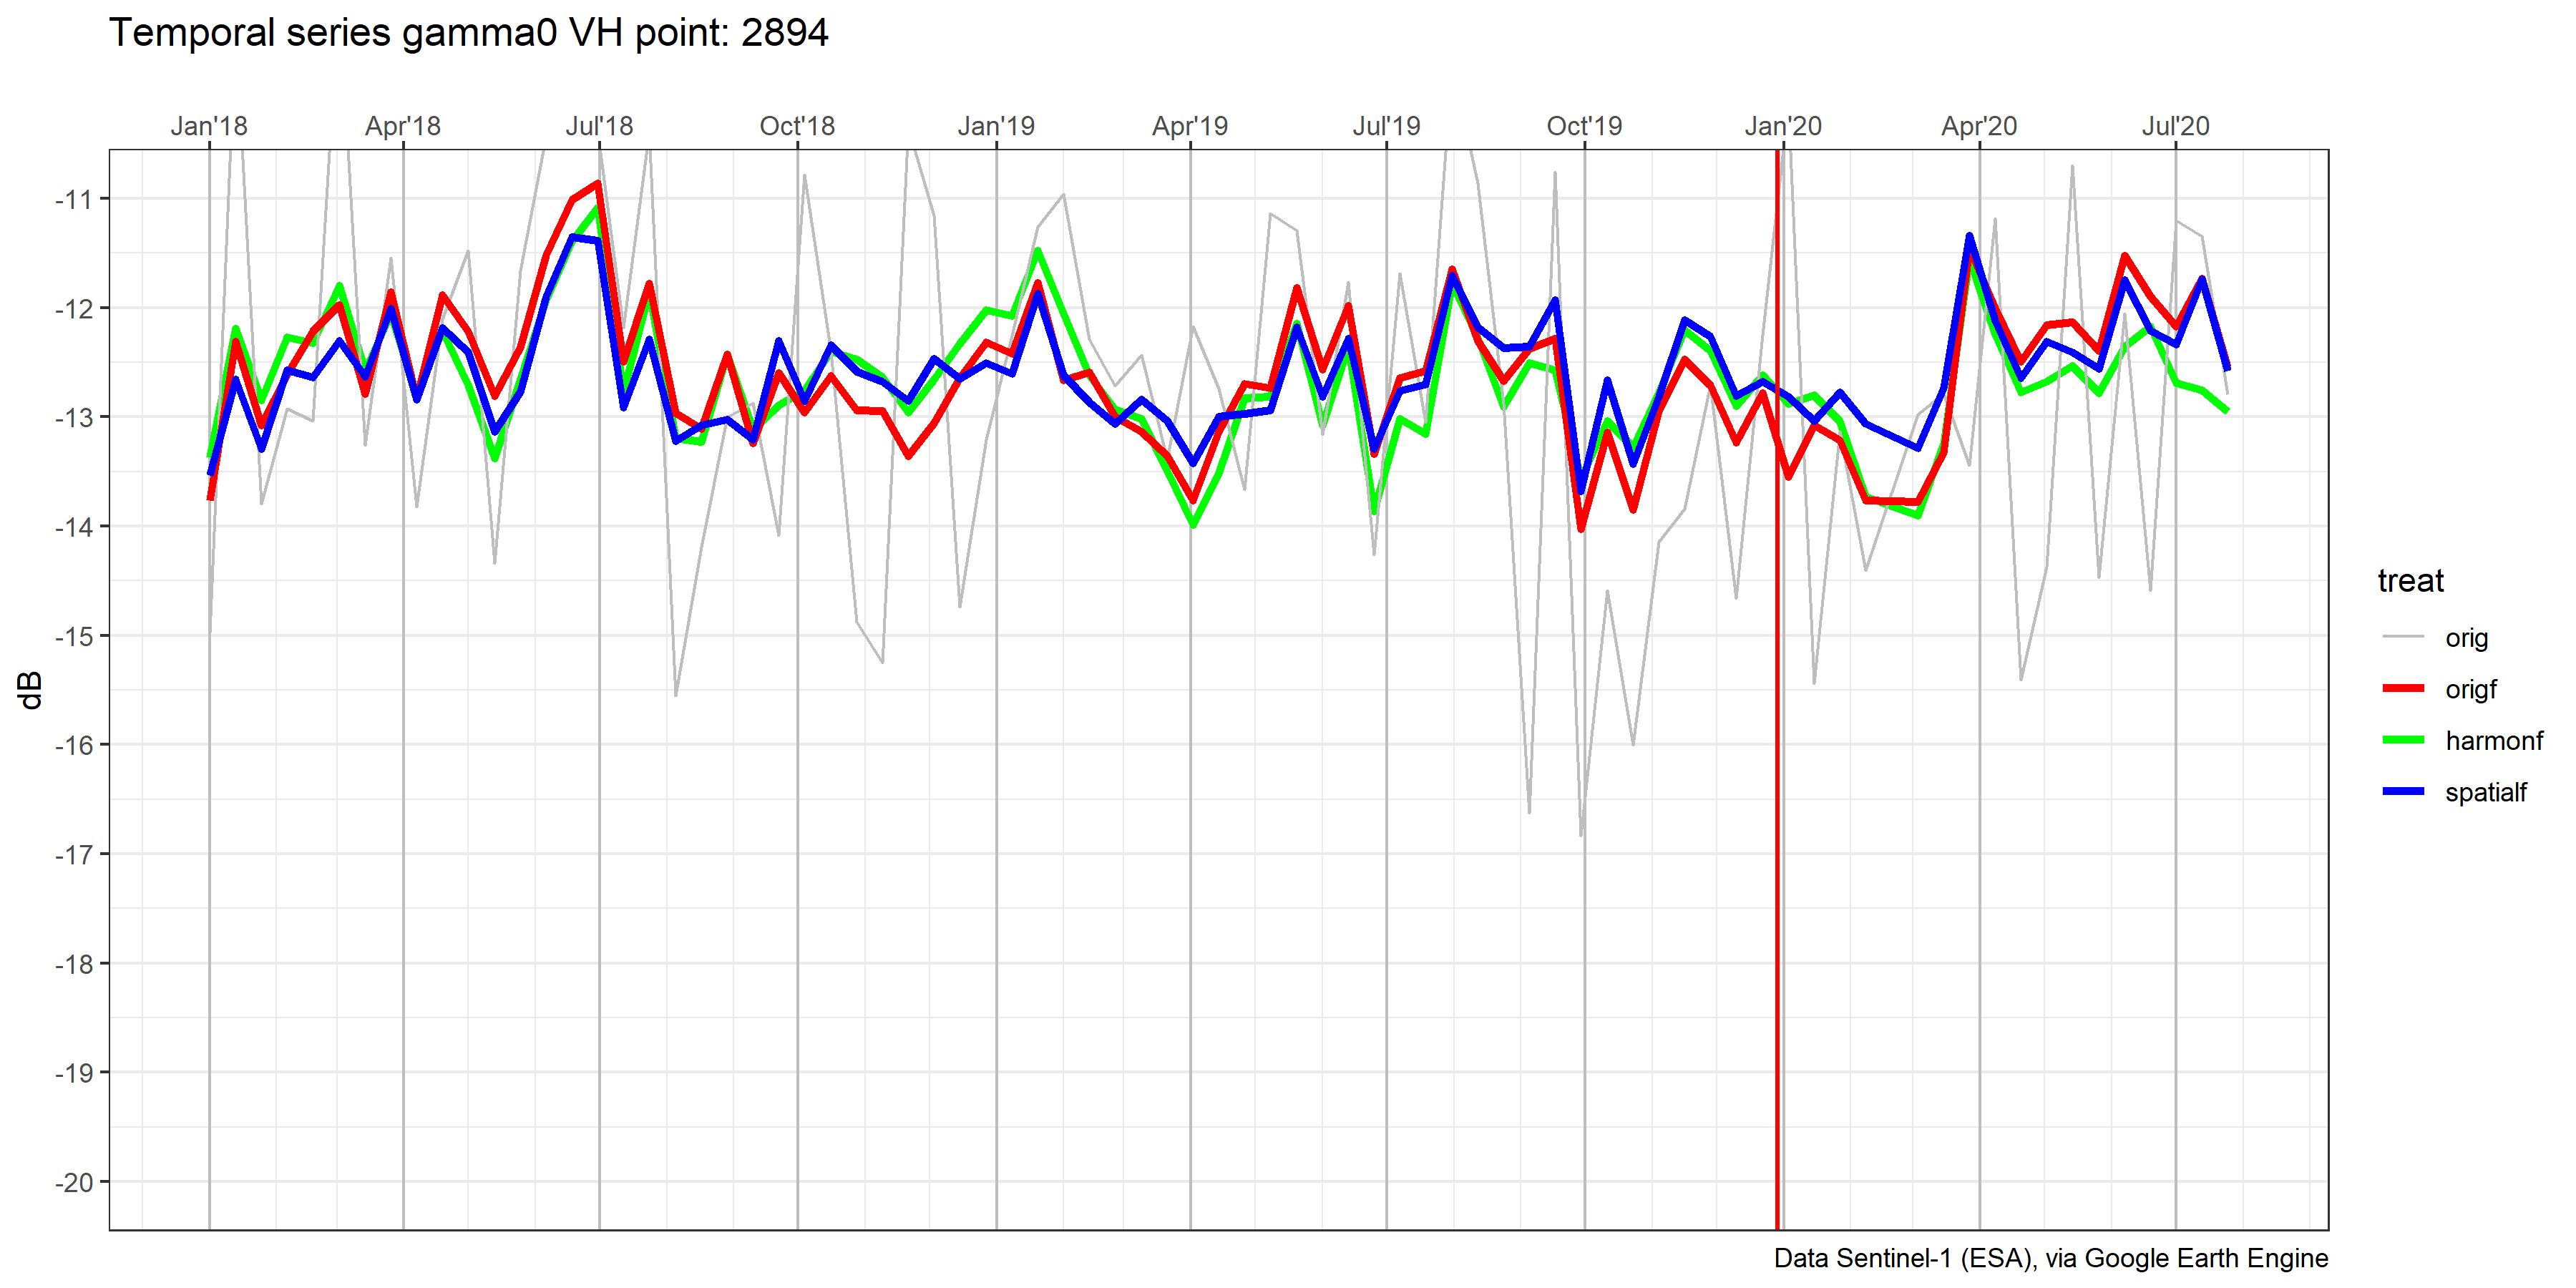 Temporal series gamma0 VH point: 2894
Jan'18 Apr'18 Jul'18 Oct'18 Jan'19 Apr'19 Jul'19 Oct'19 Jan'20 Apr'20 Jul'20
-11
-12
-13
-14
-15
-16
-17
-18
-19
-20
dB
treat
orig
origf
harmonf
spatialf
Data Sentinel-1 (ESA), via Google Earth Engine